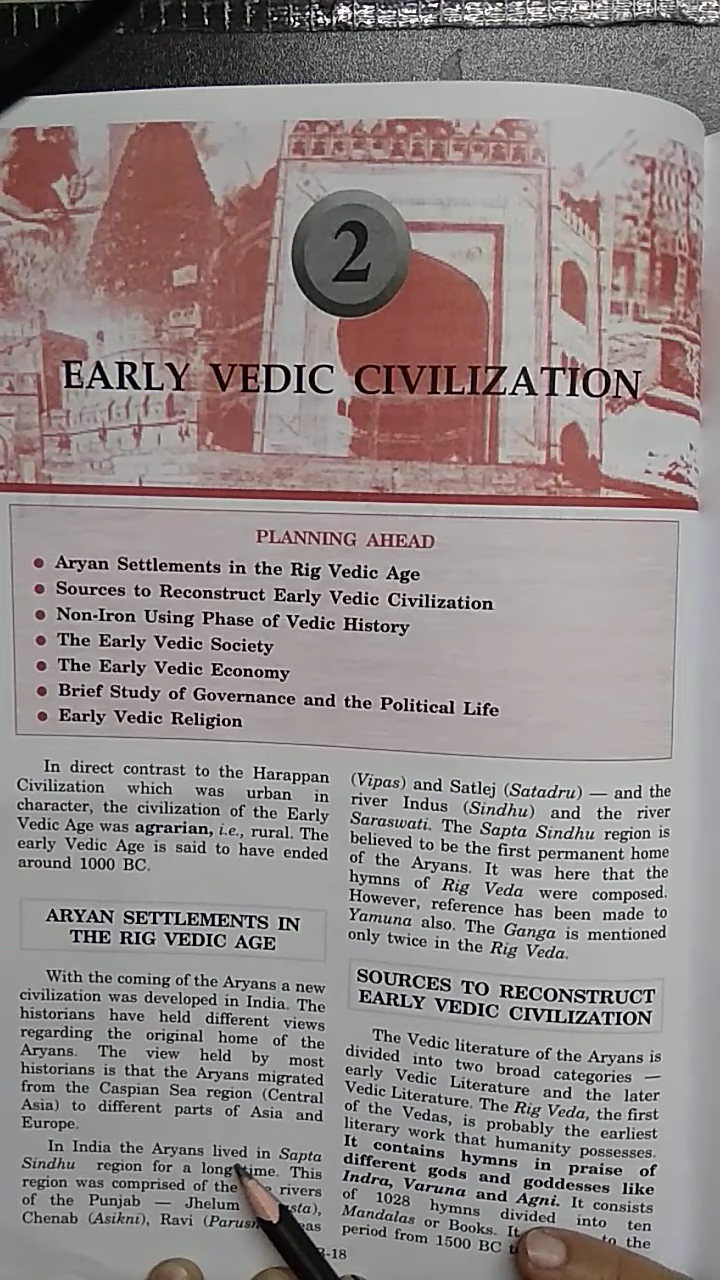 2
EARLY VEDIC CIVILIZATION
PLANNING AHEAD
● Aryan Settlements in the Rig Vedic Age
● Sources to Reconstruct Early Vedic Civilization
● Non-Iron Using Phase of Vedic History
● The Early Vedic Society
● The Early Vedic Economy
● Brief Study of Governance and the Political Life
● Early Vedic Religion
In direct contrast to the Harappan
Civilization which was urban in
character, the civilization of the Early
Vedic Age was agrarian, i.e., rural. The
early Vedic Age is said to have ended
around 1000 BC.
ARYAN SETTLEMENTS IN
THE RIG VEDIC AGE
With the coming of the Aryans a new
civilization was developed in India. The
historians have held different views
regarding the original home of the
Aryans. The view held by most
historians is that the Aryans migrated
from the Caspian Sea region (Central
Asia) to different parts of Asia and
Europe.
In India the Aryans lived in Sapta
Sindhu region for a long time. This
region was comprised of the rivers
of the Punjab — Jhelum
Chenab (Asikni), Ravi
(Vipas) and Satlej (Satadru) — and the
river Indus (Sindhu) and the river
Saraswati. The Sapta Sindhu region is
believed to be the first permanent home
of the Aryans. It was here that the
hymns of Rig Veda were composed.
However, reference has been made to
Yamuna also. The Ganga is mentioned
only twice in the Rig Veda.
SOURCES TO RECONSTRUCT
EARLY VEDIC CIVILIZATION
The Vedic literature of the Aryans is
divided into two broad categories —
early Vedic Literature and the later
Vedic Literature. The Rig Veda, the first
of the Vedas, is probably the earliest
literary work that humanity possesses.
It contains hymns in praise of
different gods and goddesses like
Indra, Varuna and Agni. It consists
of 1028 hymns divided into ten
Mandalas or Books. It to the
period from 1500 BC
-18